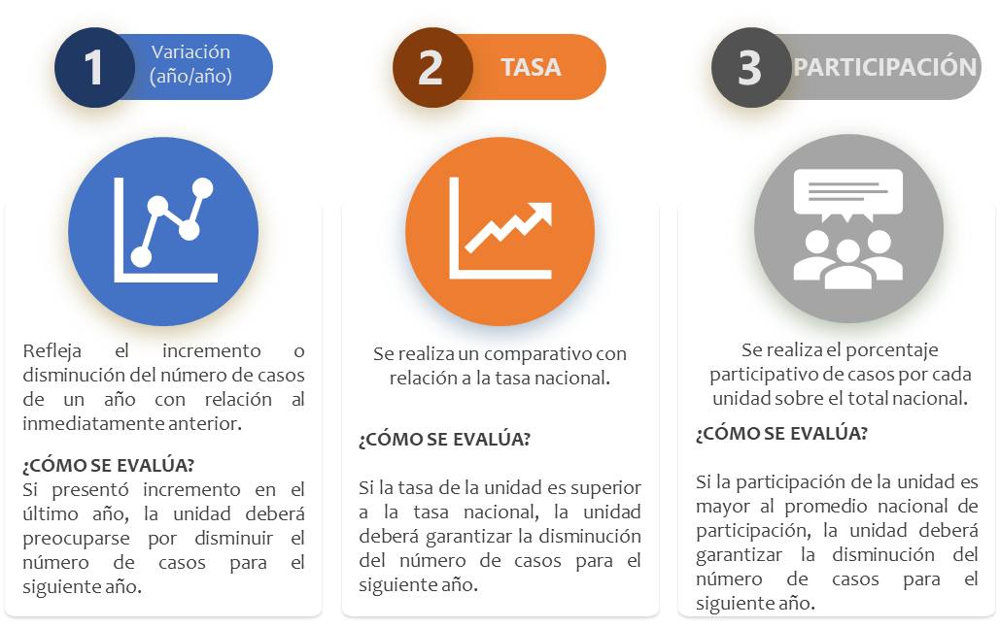 1
Variación
(año/año)
Refleja el incremento o
disminución del número de casos
de un año con relación al
inmediatamente anterior.
¿CÓMO SE EVALÚA?
Si presentó incremento en el
último año, la unidad deberá
preocuparse por disminuir el
número de casos para el
siguiente año.
2
TASA
Se realiza un comparativo con
relación a la tasa nacional.
¿CÓMO SE EVALÚA?
Si la tasa de la unidad es superior
a la tasa nacional, la unidad
deberá garantizar la disminución
del número de casos para el
siguiente año.
3
PARTICIPACIÓN
Se realiza el porcentaje
participativo de casos por cada
unidad sobre el total nacional.
¿CÓMO SE EVALÚA?
Si la participación de la unidad es
mayor al promedio nacional de
participación, la unidad deberá
garantizar la disminución del
número de casos para el
siguiente año.